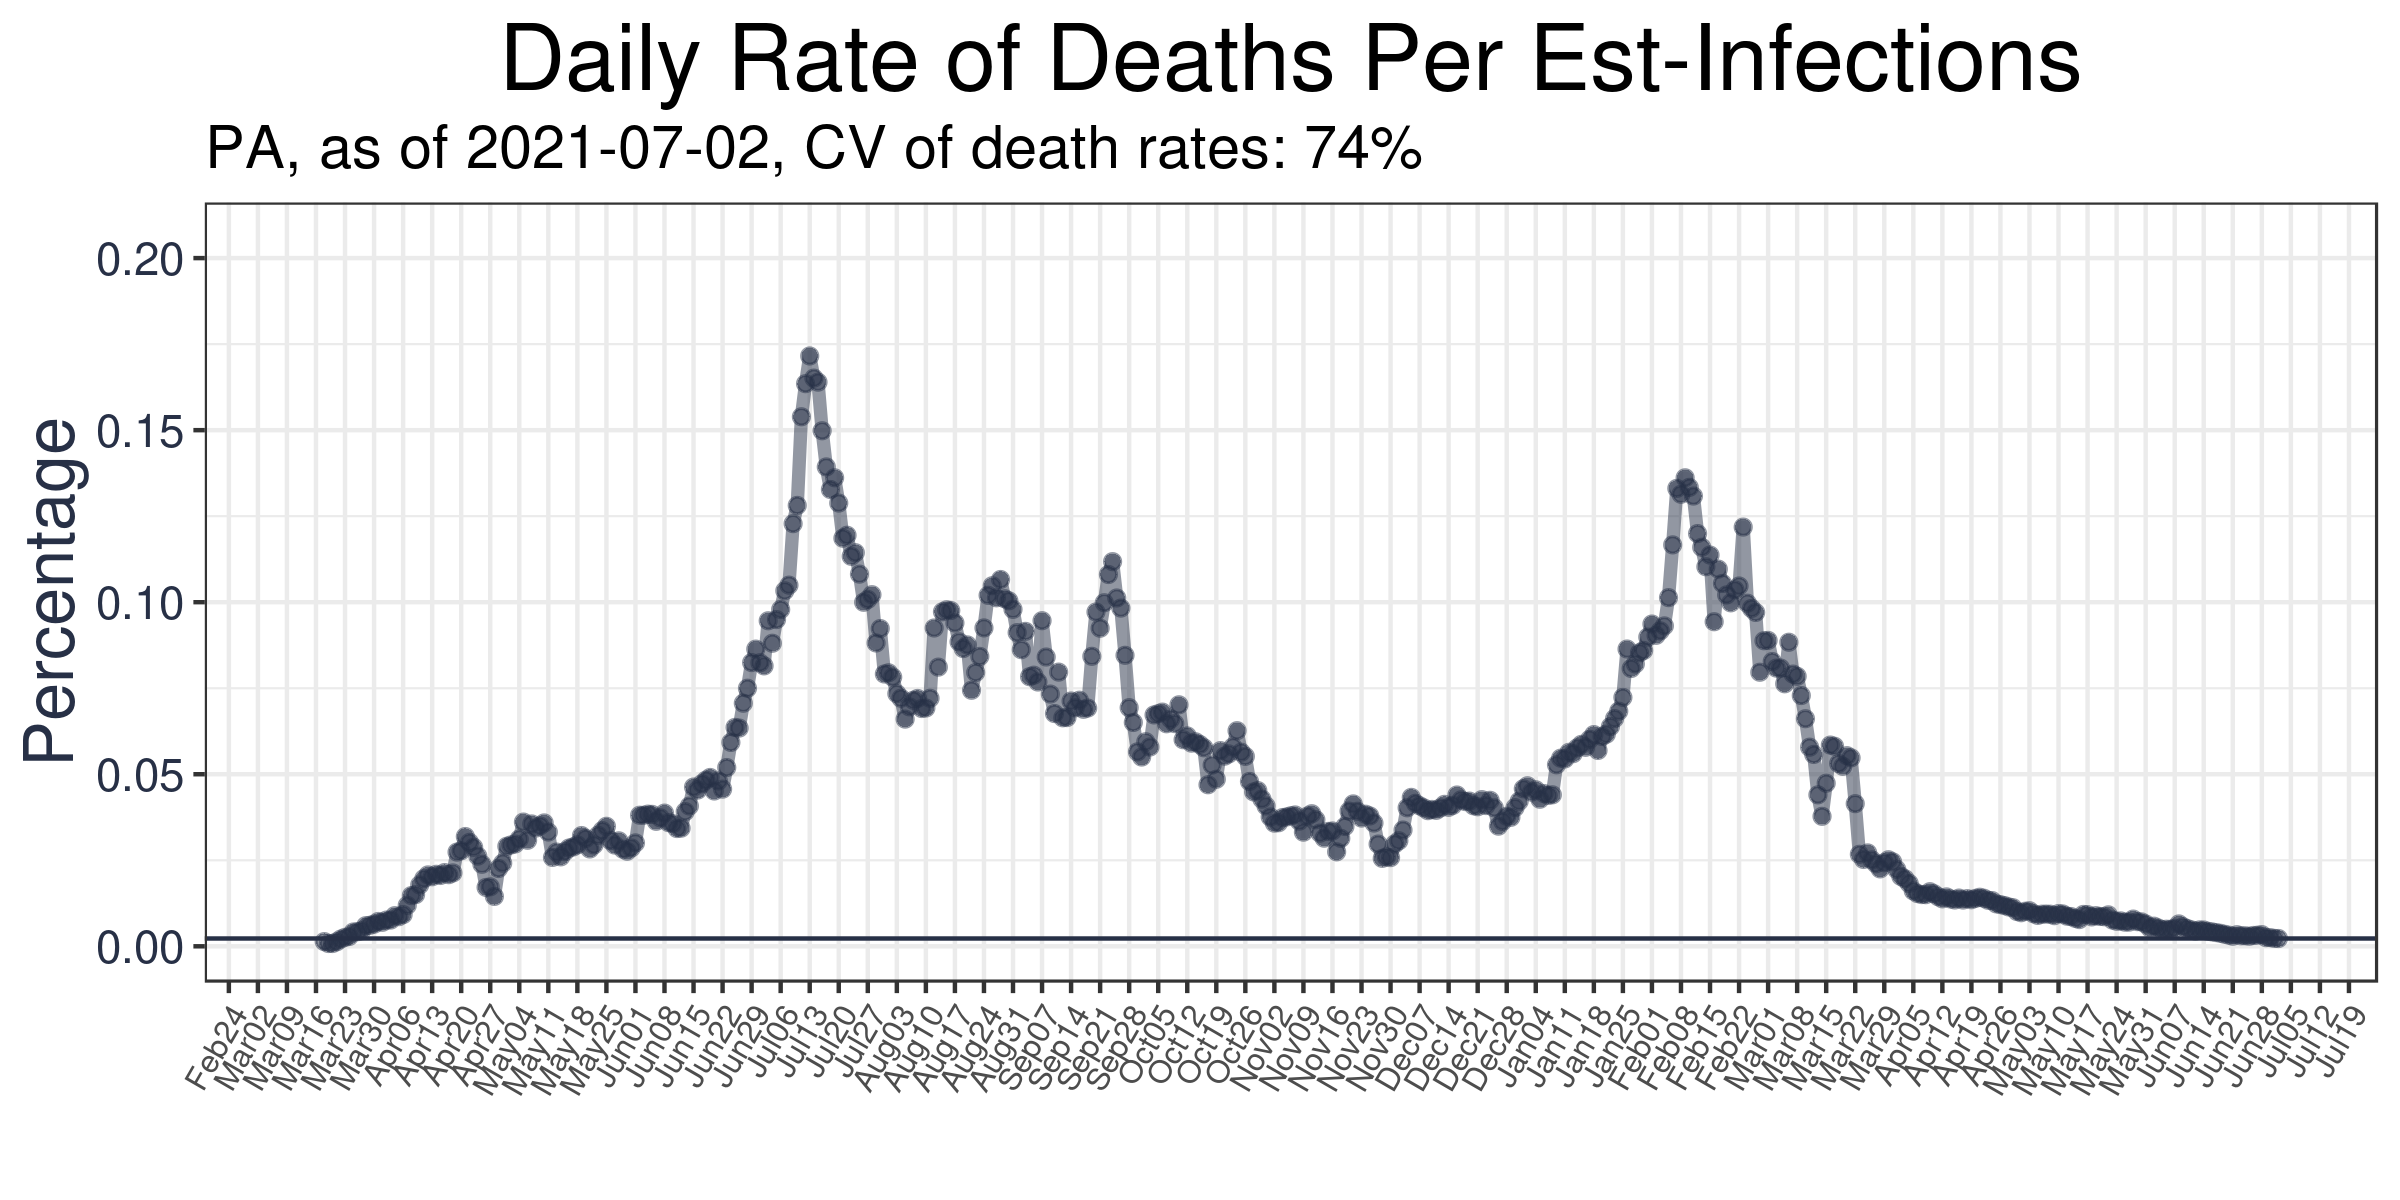 Daily Rate of Deaths Per Est-Infections
PA, as of 2021-07-02, CV of death rates: 74%
Percentage
0.20
0.15
0.10
0.05
0.00
Feb24
Mar02
Mar09
Mar16
Mar23
Mar30
Apr06
Apr13
Apr20
Apr27
May04
May11
May18
May25
Jun01
Jun08
Jun15
Jun22
Jun29
Jul06
Jul13
Jul20
Jul27
Aug03
Aug10
Aug17
Aug24
Aug31
Sep07
Sep14
Sep21
Sep28
Oct05
Oct12
Oct19
Oct26
Nov02
Nov09
Nov16
Nov23
Nov30
Dec07
Dec14
Dec21
Dec28
Jan04
Jan11
Jan18
Jan25
Feb01
Feb08
Feb15
Feb22
Mar01
Mar08
Mar15
Mar22
Mar29
Apr05
Apr12
Apr19
Apr26
May03
May10
May17
May24
May31
Jun07
Jun14
Jun21
Jun28
Jul05
Jul12
Jul19